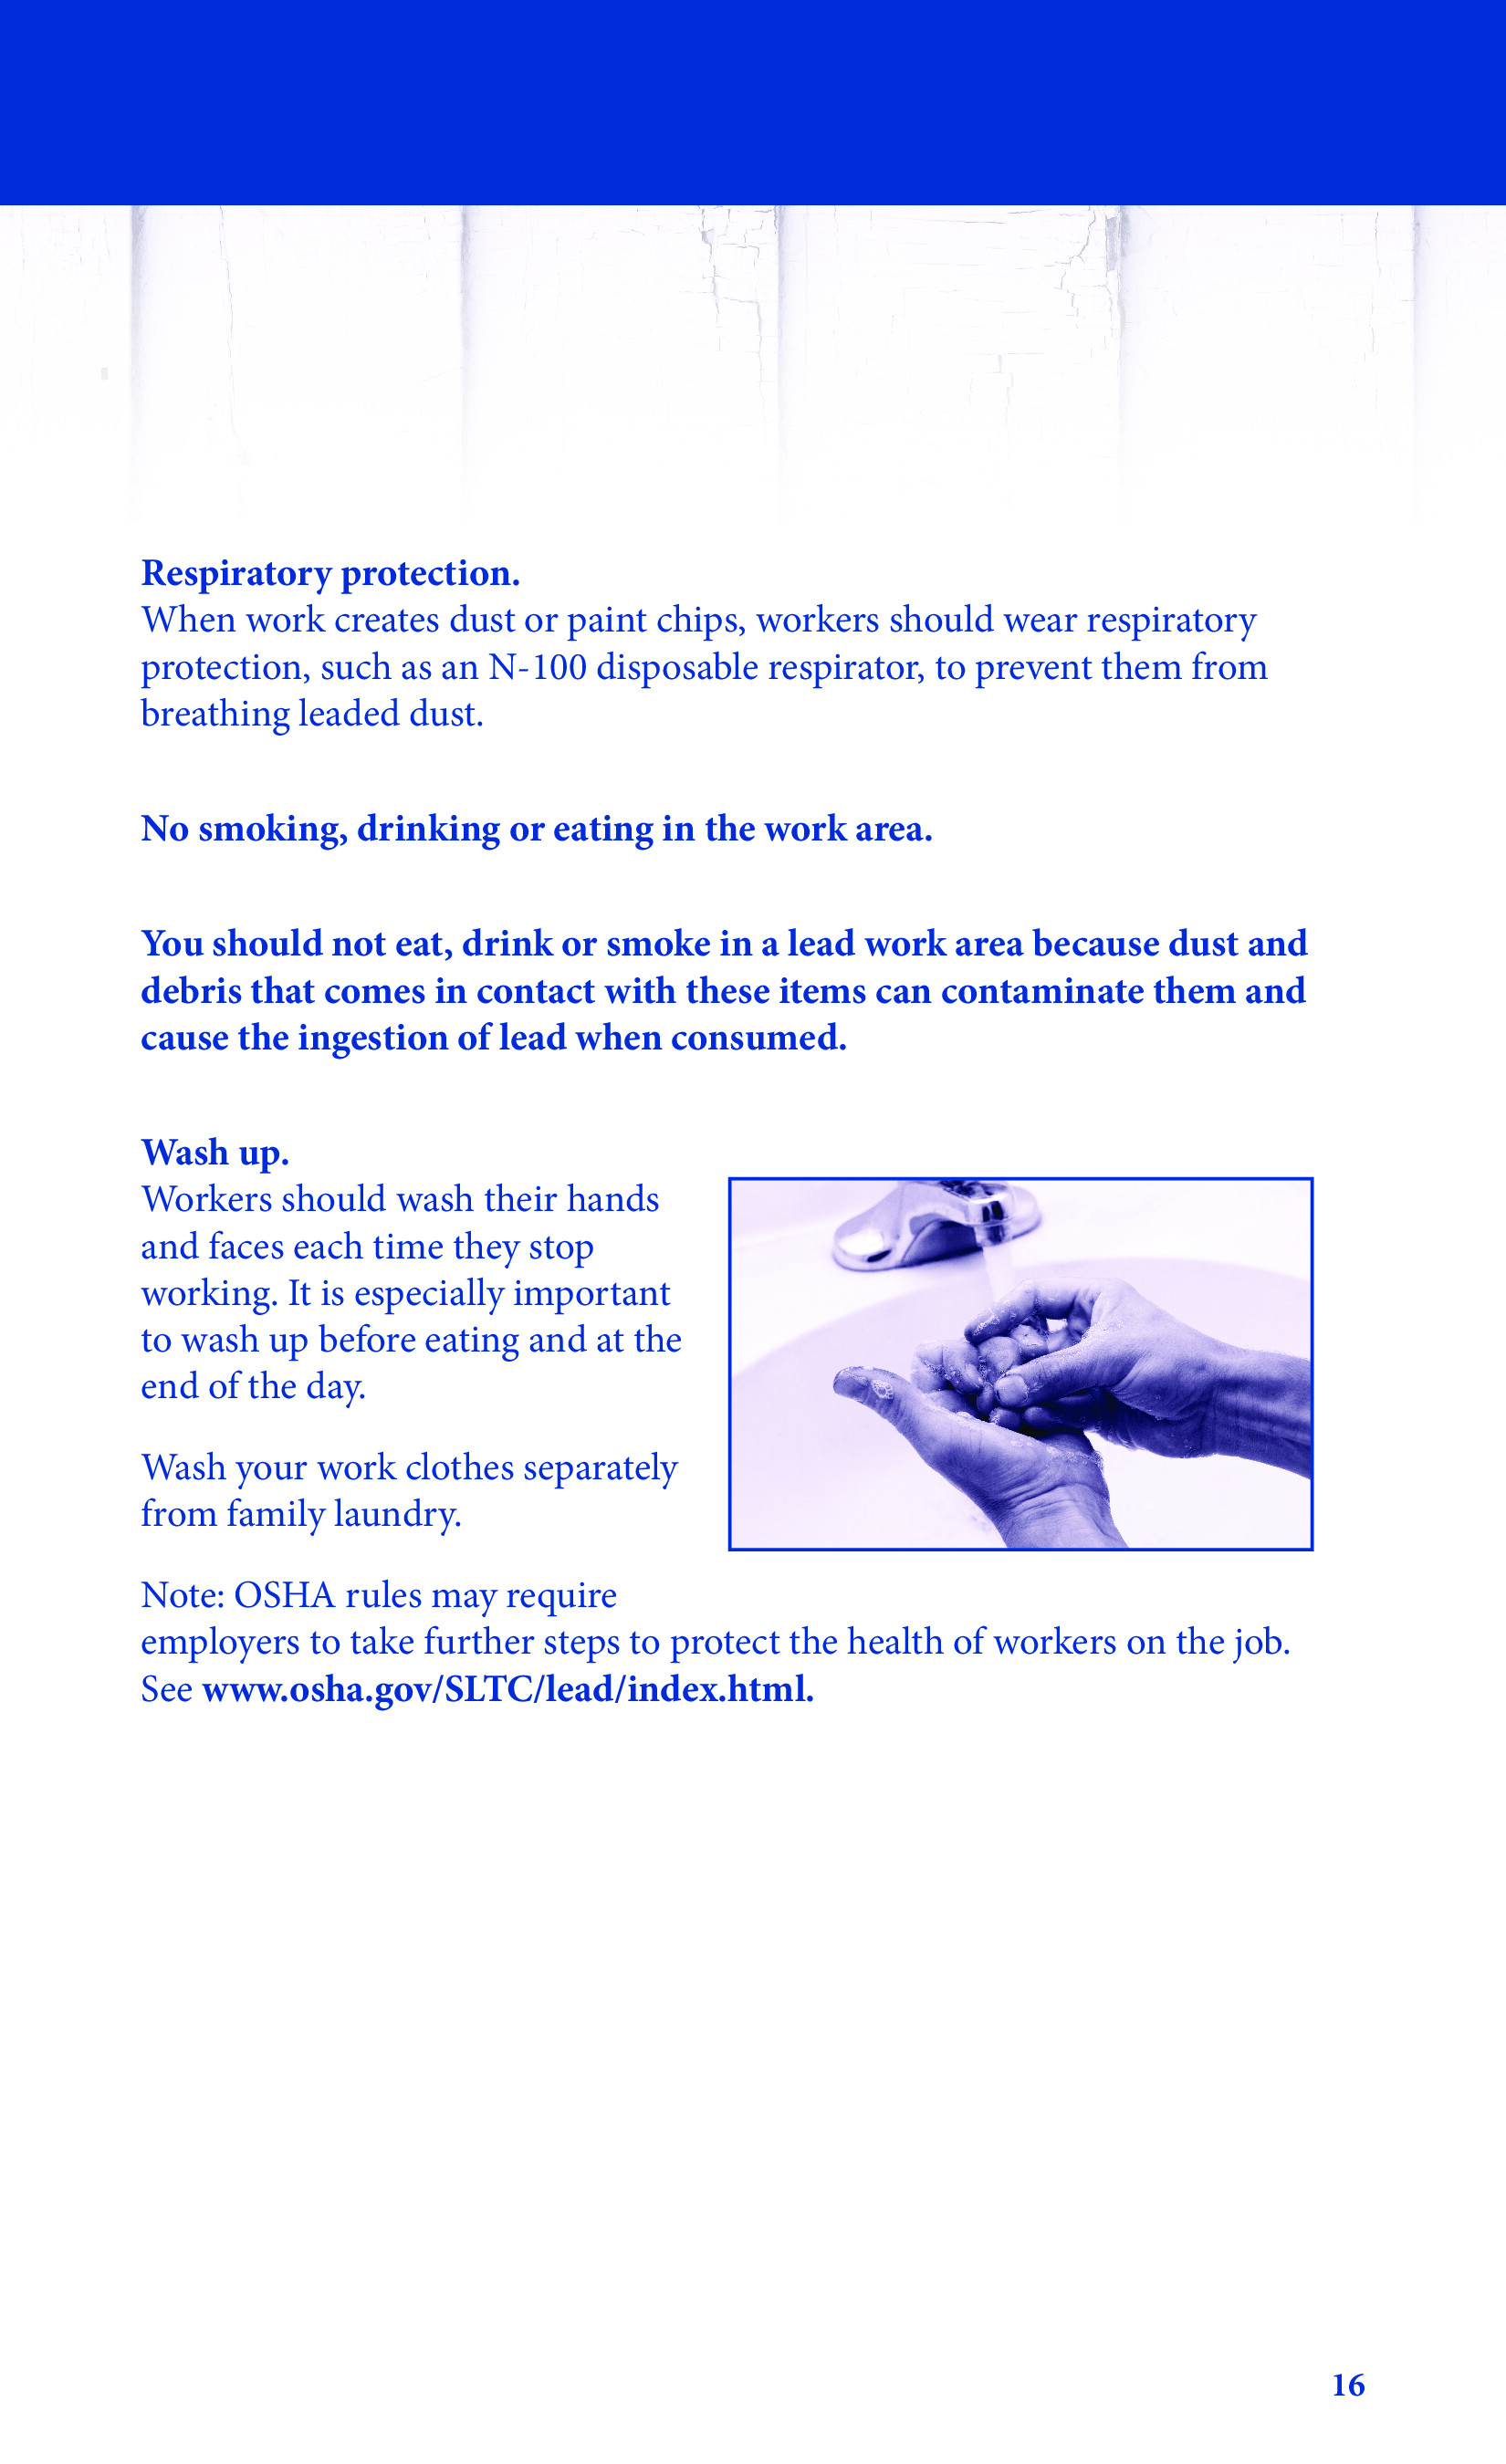 Respiratory protection.
When work creates dust or paint chips, workers should wear respiratory
protection, such as an N-100 disposable respirator, to prevent them from
breathing leaded dust.
No smoking, drinking or eating in the work area.
You should not eat, drink or smoke in a lead work area because dust and
debris that comes in contact with these items can contaminate them and
cause the ingestion of lead when consumed.
Wash up.
Workers should wash their hands
and faces each time they stop
working. It is especially important
to wash up before eating and at the
end of the day.
Wash your work clothes separately
from family laundry.
Note: OSHA rules may require
employers to take further steps to protect the health of workers on the job.
See www.osha.gov/SLTC/lead/index.html.
16